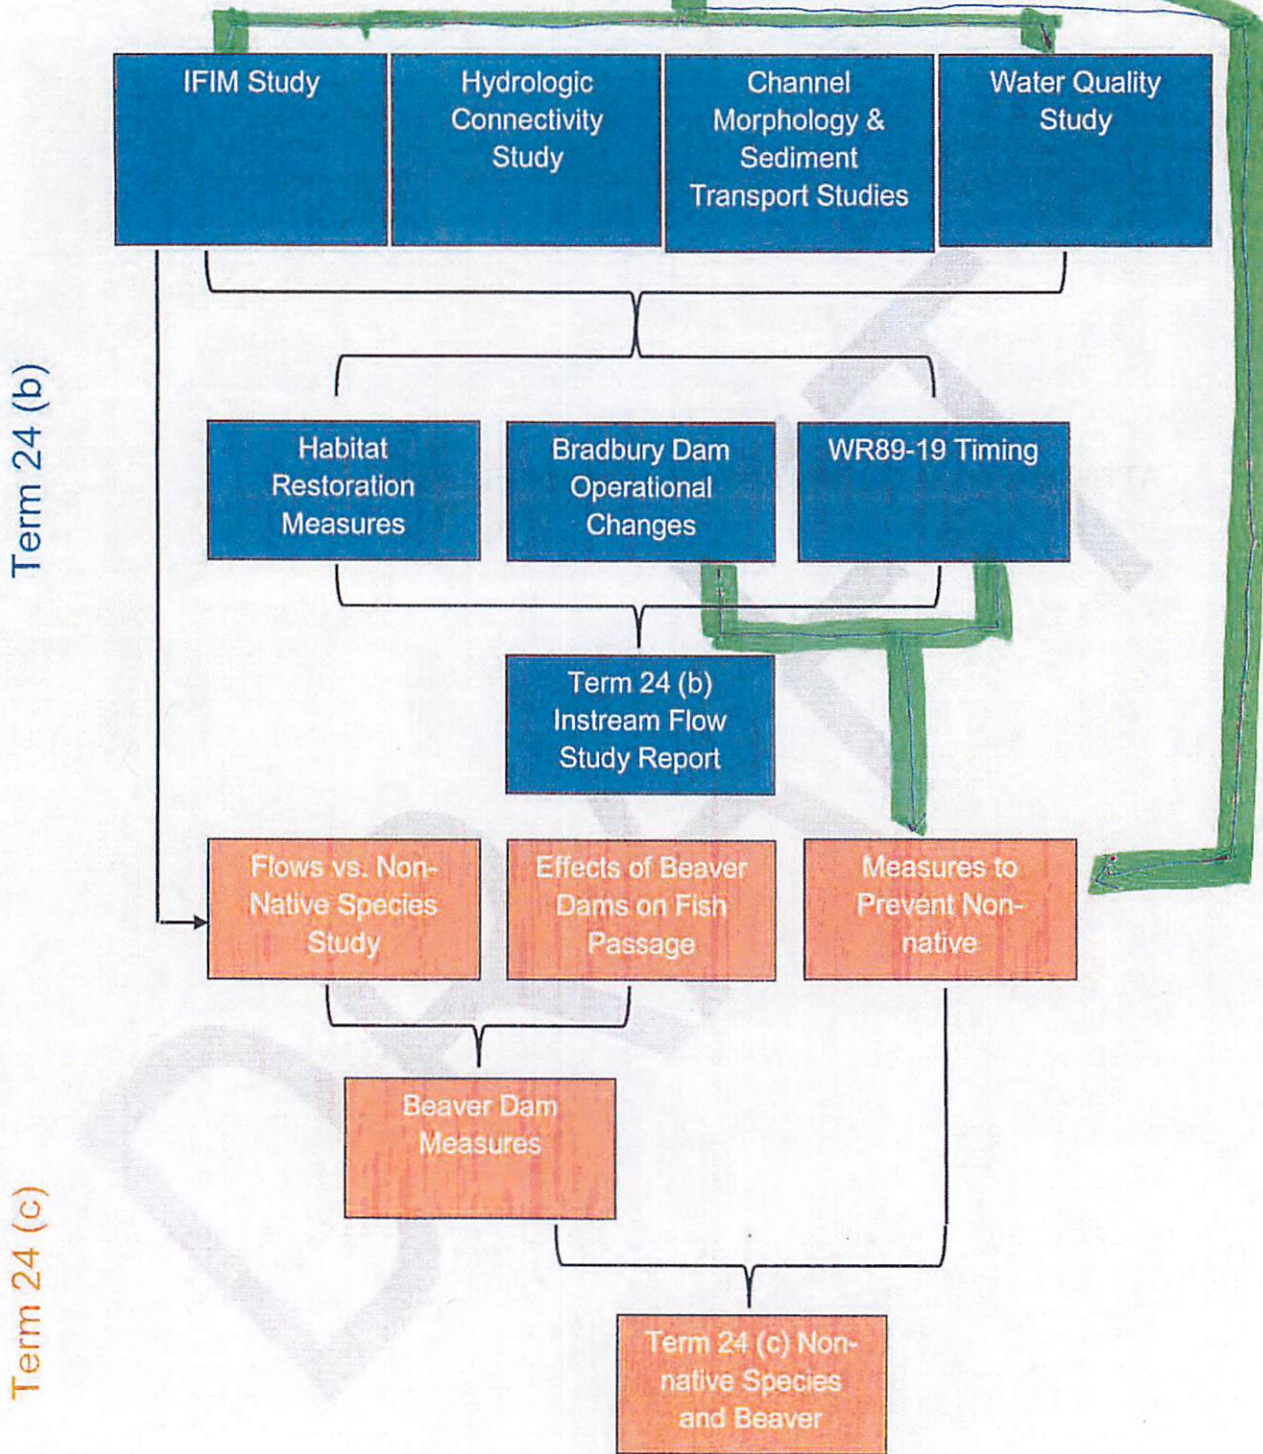 IFIM Study
Hydrologic
Connectivity
Study
Channel
Morphology &
Sediment
Transport Studies
Water Quality
Study
Term 24 (b)
Habitat
Restoration
Measures
Bradbury Dam
Operational
Changes
WR89-19 Timing
Term 24 (b)
Instream Flow
Study Report
Flows vs. Non-
Native Species
Study
Effects of Beaver
Dams on Fish
Passage
Measures to
Prevent Non-
native
Beaver Dam
Measures
Term 24 (c)
Term 24 (c) Non-
native Species
and Beaver
DRAFT